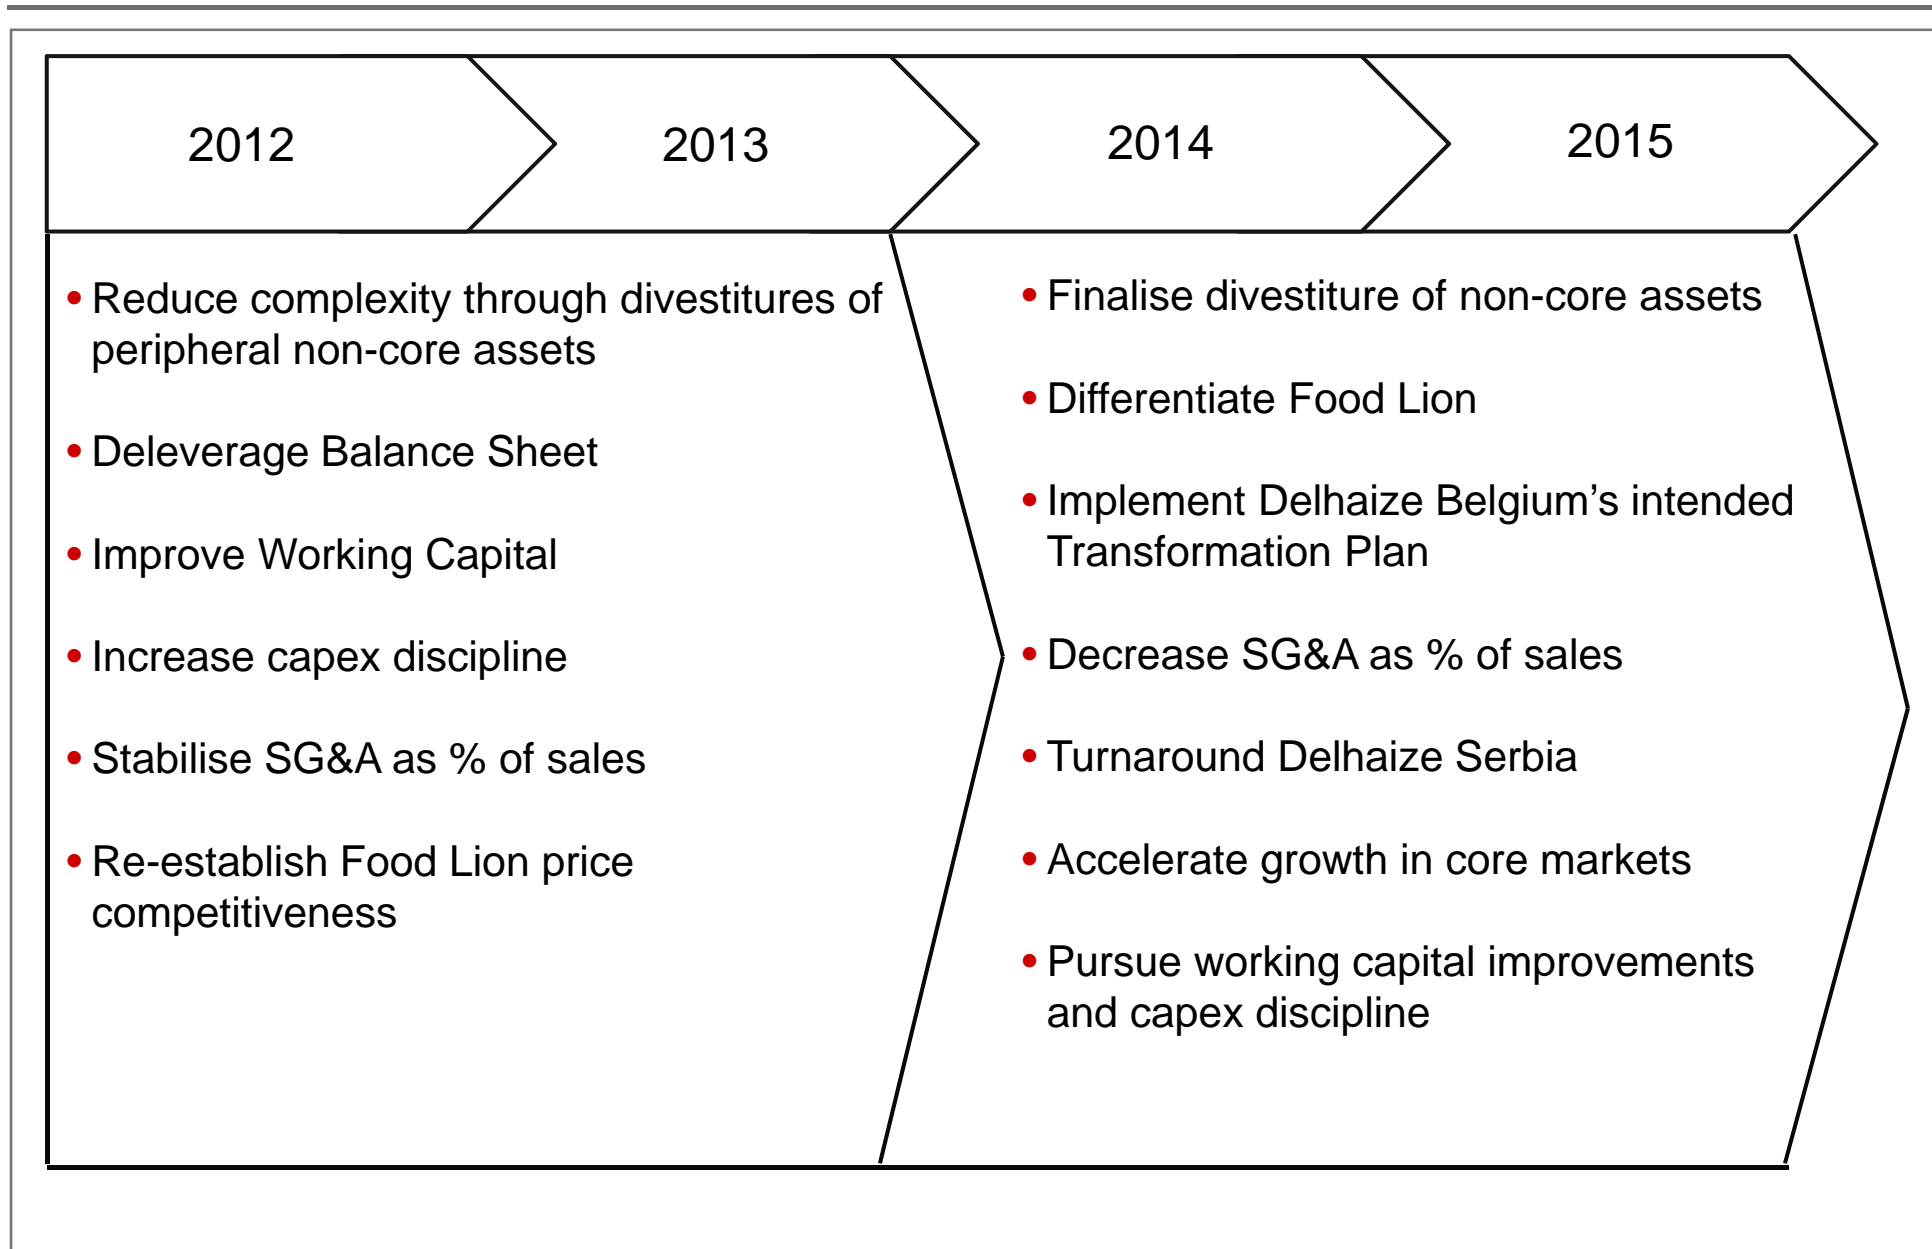 2012
2013
2014
2015
• Reduce complexity through divestitures of
peripheral non-core assets
• Deleverage Balance Sheet
• Improve Working Capital
• Increase capex discipline
• Stabilise SG&A as % of sales
• Re-establish Food Lion price
competitiveness
• Finalise divestiture of non-core assets
• Differentiate Food Lion
• Implement Delhaize Belgium’s intended
Transformation Plan
• Decrease SG&A as % of sales
• Turnaround Delhaize Serbia
• Accelerate growth in core markets
• Pursue working capital improvements
and capex discipline